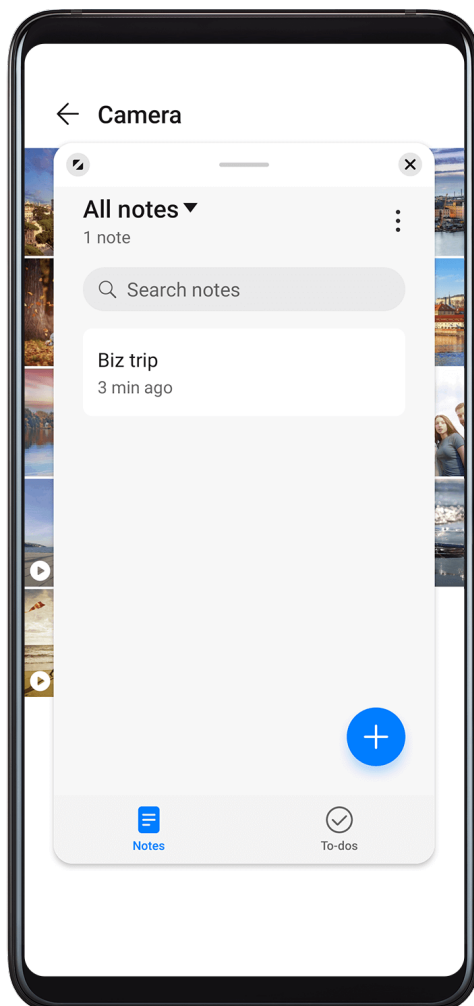 Camera
All notes
1 note
Search notes
Biz trip
3 min ago
Notes
To-dos